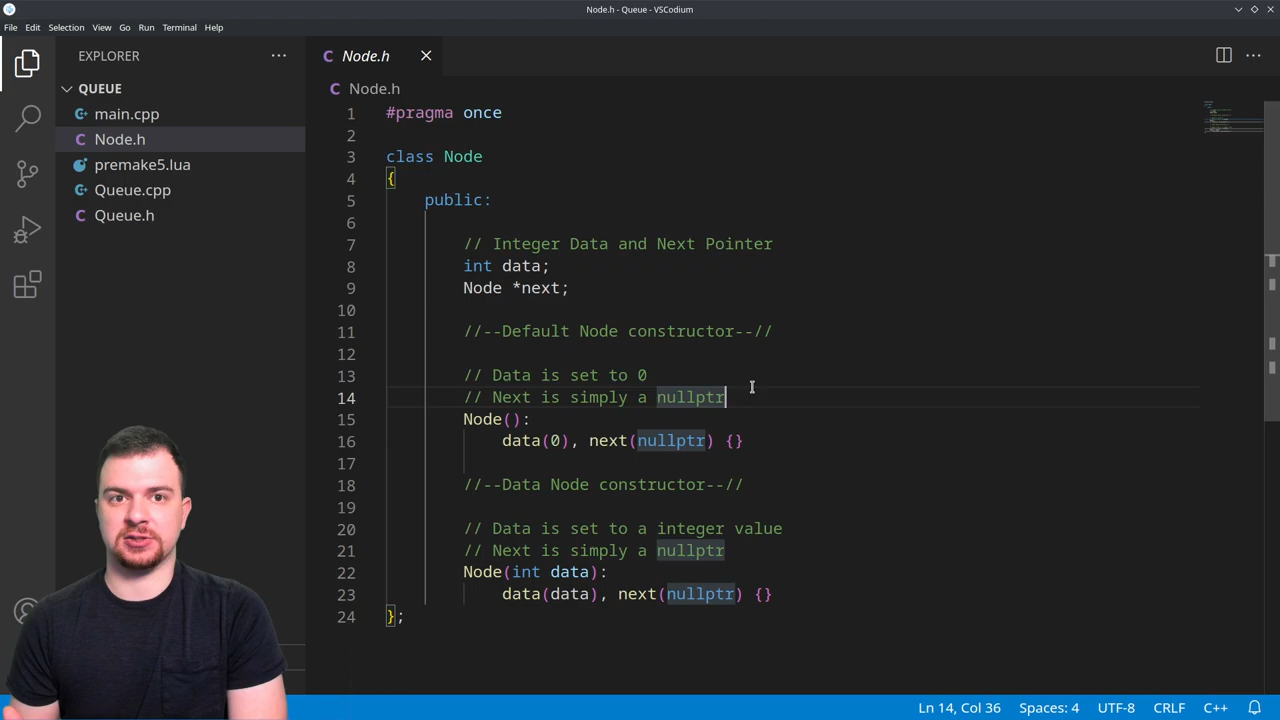 Node.h - Queue - VSCodium
File Edit Selection View Go Run Terminal Help
EXPLORER
QUEUE
main.cpp
Node.h
premake5.lua
Queue.cpp
Queue.h
Node.h
Node.h
1 #pragma once
2
3 class Node
4 {
5 public:
6
7 // Integer Data and Next Pointer
8 int data;
9 Node *next;
10
11 //--Default Node constructor--//
12
13 // Data is set to 0
14 // Next is simply a nullptr
15 Node():
16 data(0), next(nullptr) {}
17
18 //--Data Node constructor--//
19
20 // Data is set to a integer value
21 // Next is simply a nullptr
22 Node(int data):
23 data(data), next(nullptr) {}
24 };
Ln 14, Col 36 Spaces: 4 UTF-8 CRLF C++